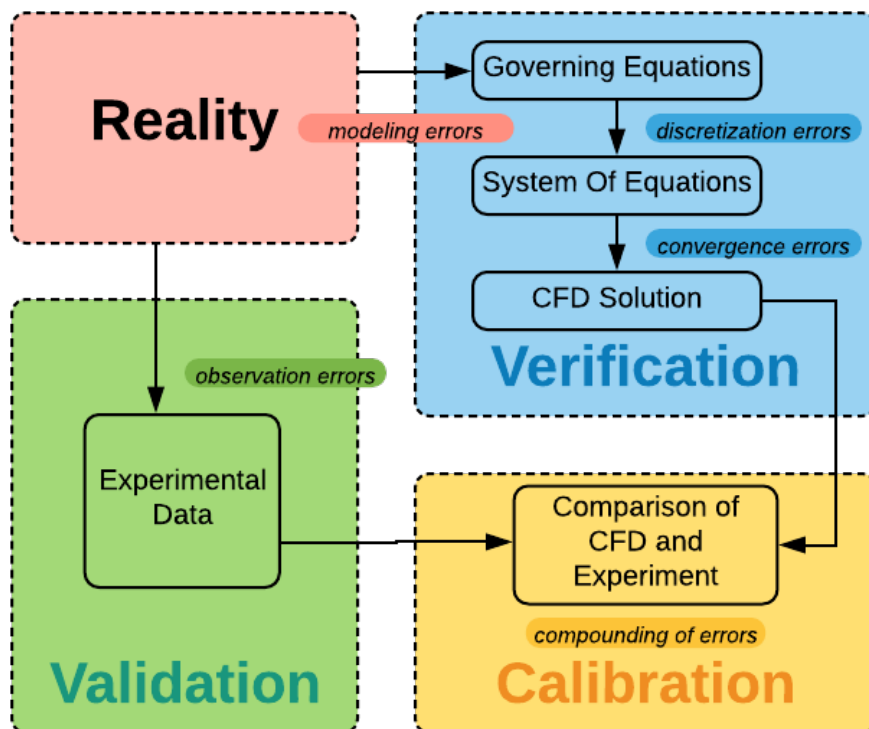 Reality
modeling errors
Governing Equations
discretization errors
System Of Equations
convergence errors
CFD Solution
Verification
observation errors
Experimental
Data
Validation
Comparison of
CFD and
Experiment
compounding of errors
Calibration